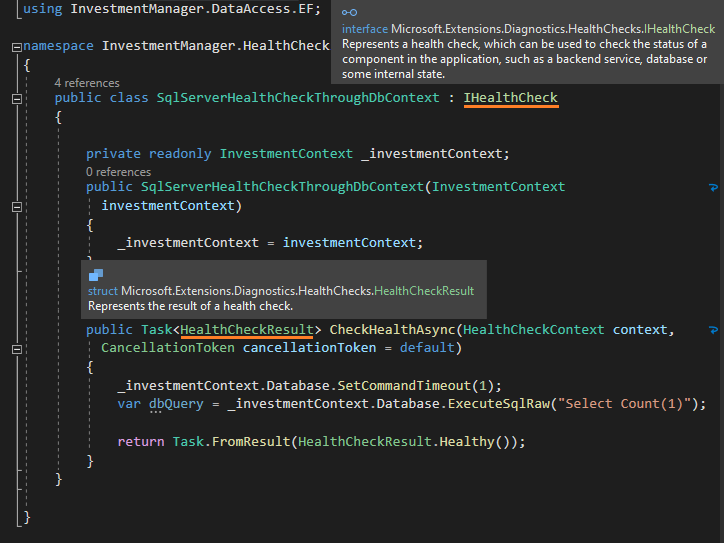 using InvestmentManager.DataAccess.EF;
interface Microsoft.Extensions.Diagnostics.HealthChecks.IHealthCheck
Represents a health check, which can be used to check the status of a
component in the application, such as a backend service, database or
some internal state.
namespace InvestmentManager.HealthCheck
{
4 references
public class SqlServerHealthCheckThroughDbContext : IHealthCheck
{
private readonly InvestmentContext _investmentContext;
0 references
public SqlServerHealthCheckThroughDbContext(InvestmentContext
investmentContext)
{
_investmentContext = investmentContext;
struct Microsoft.Extensions.Diagnostics.HealthChecks.HealthCheckResult
Represents the result of a health check.
public Task<HealthCheckResult> CheckHealthAsync(HealthCheckContext context,
CancellationToken cancellationToken = default)
{
_investmentContext.Database.SetCommandTimeout(1);
var dbQuery = _investmentContext.Database.ExecuteSqlRaw("Select Count(1)");
return Task.FromResult(HealthCheckResult.Healthy());
}
}
}